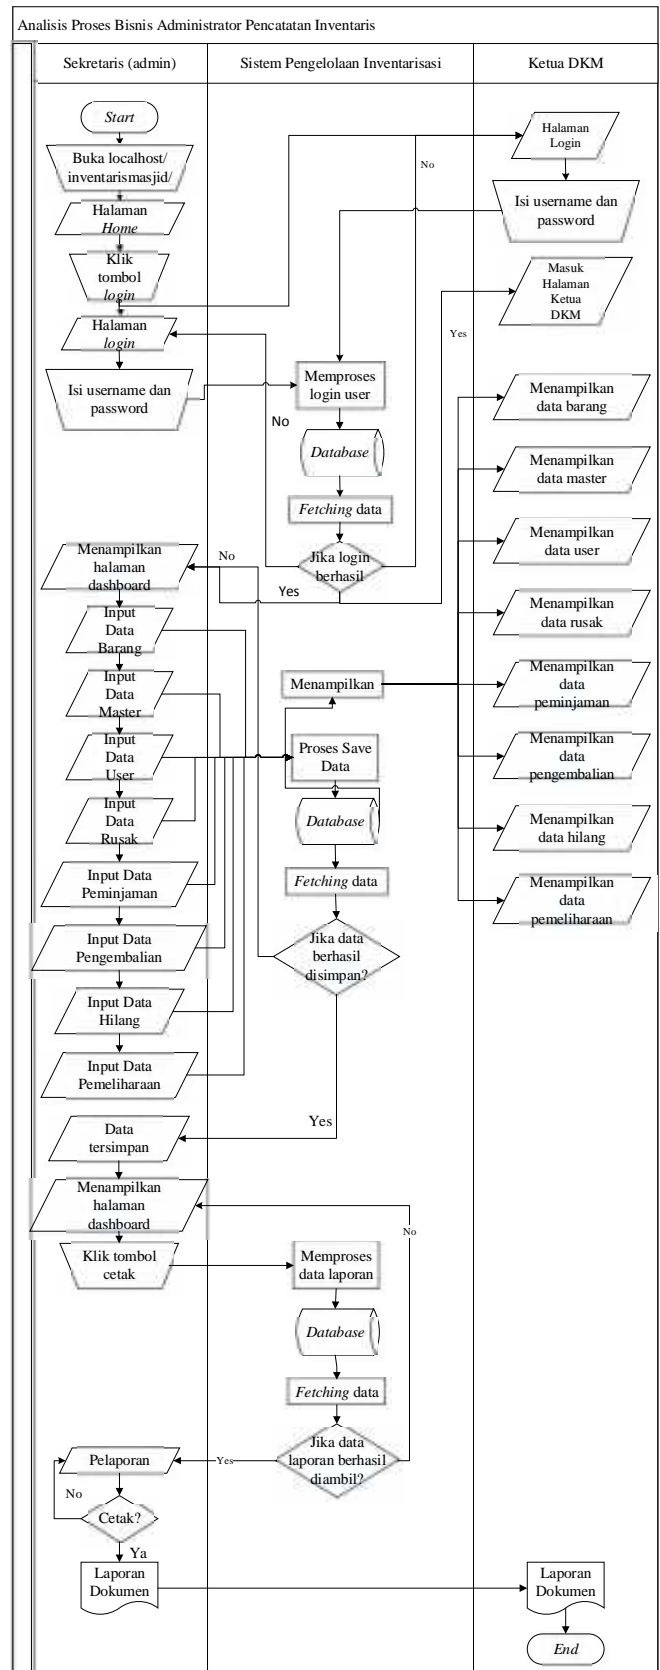 Analisis Proses Bisnis Administrator Pencatatan Inventaris
Sekretaris (admin)
Sistem Pengelolaan Inventarisasi
Ketua DKM
Start
Buka localhost/
inventarismasjid/
Halaman
Home
Klik
tombol
login
Halaman
login
Isi username dan
password
Halaman
Login
No
Isi username dan
password
Masuk
Halaman
Ketua
DKM
Yes
Memproses
login user
No
Database
Fetching data
Jika login
berhasil
Yes
No
Menampilkan
halaman
dashboard
Input
Data
Barang
Input
Data
Master
Input
Data
User
Input
Data
Rusak
Input Data
Peminjaman
Input Data
Pengembalian
Input Data
Hilang
Input Data
Pemeliharaan
Menampilkan
Proses Save
Data
Database
Fetching data
Jika data
berhasil
disimpan?
Yes
Menampilkan
data barang
Menampilkan
data master
Menampilkan
data user
Menampilkan
data rusak
Menampilkan
data
peminjaman
Menampilkan
data
pengembalian
Menampilkan
data hilang
Menampilkan
data
pemeliharaan
Data
tersimpan
Menampilkan
halaman
dashboard
No
Klik tombol
cetak
Memproses
data laporan
Database
Fetching data
Jika data
laporan berhasil
diambil?
Yes
Pelaporan
No
Cetak?
Ya
Laporan
Dokumen
Laporan
Dokumen
End